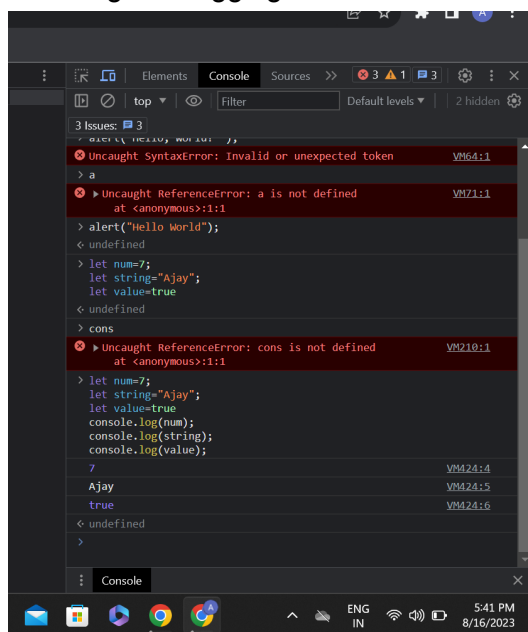 Elements Console Sources >> 3 1 3
top ▼ Filter Default levels ▼ 2 hidden
3 Issues: 3
Uncaught SyntaxError: Invalid or unexpected token VM64:1
> a
Uncaught ReferenceError: a is not defined VM71:1
at <anonymous>:1:1
> alert("Hello World");
undefined
> let num=7;
let string="Ajay";
let value=true
undefined
> cons
Uncaught ReferenceError: cons is not defined VM210:1
at <anonymous>:1:1
> let num=7;
let string="Ajay";
let value=true
console.log(num);
console.log(string);
console.log(value);
7 VM424:4
Ajay VM424:5
true VM424:6
undefined
>
Console
A ENG 5:41 PM
IN 8/16/2023